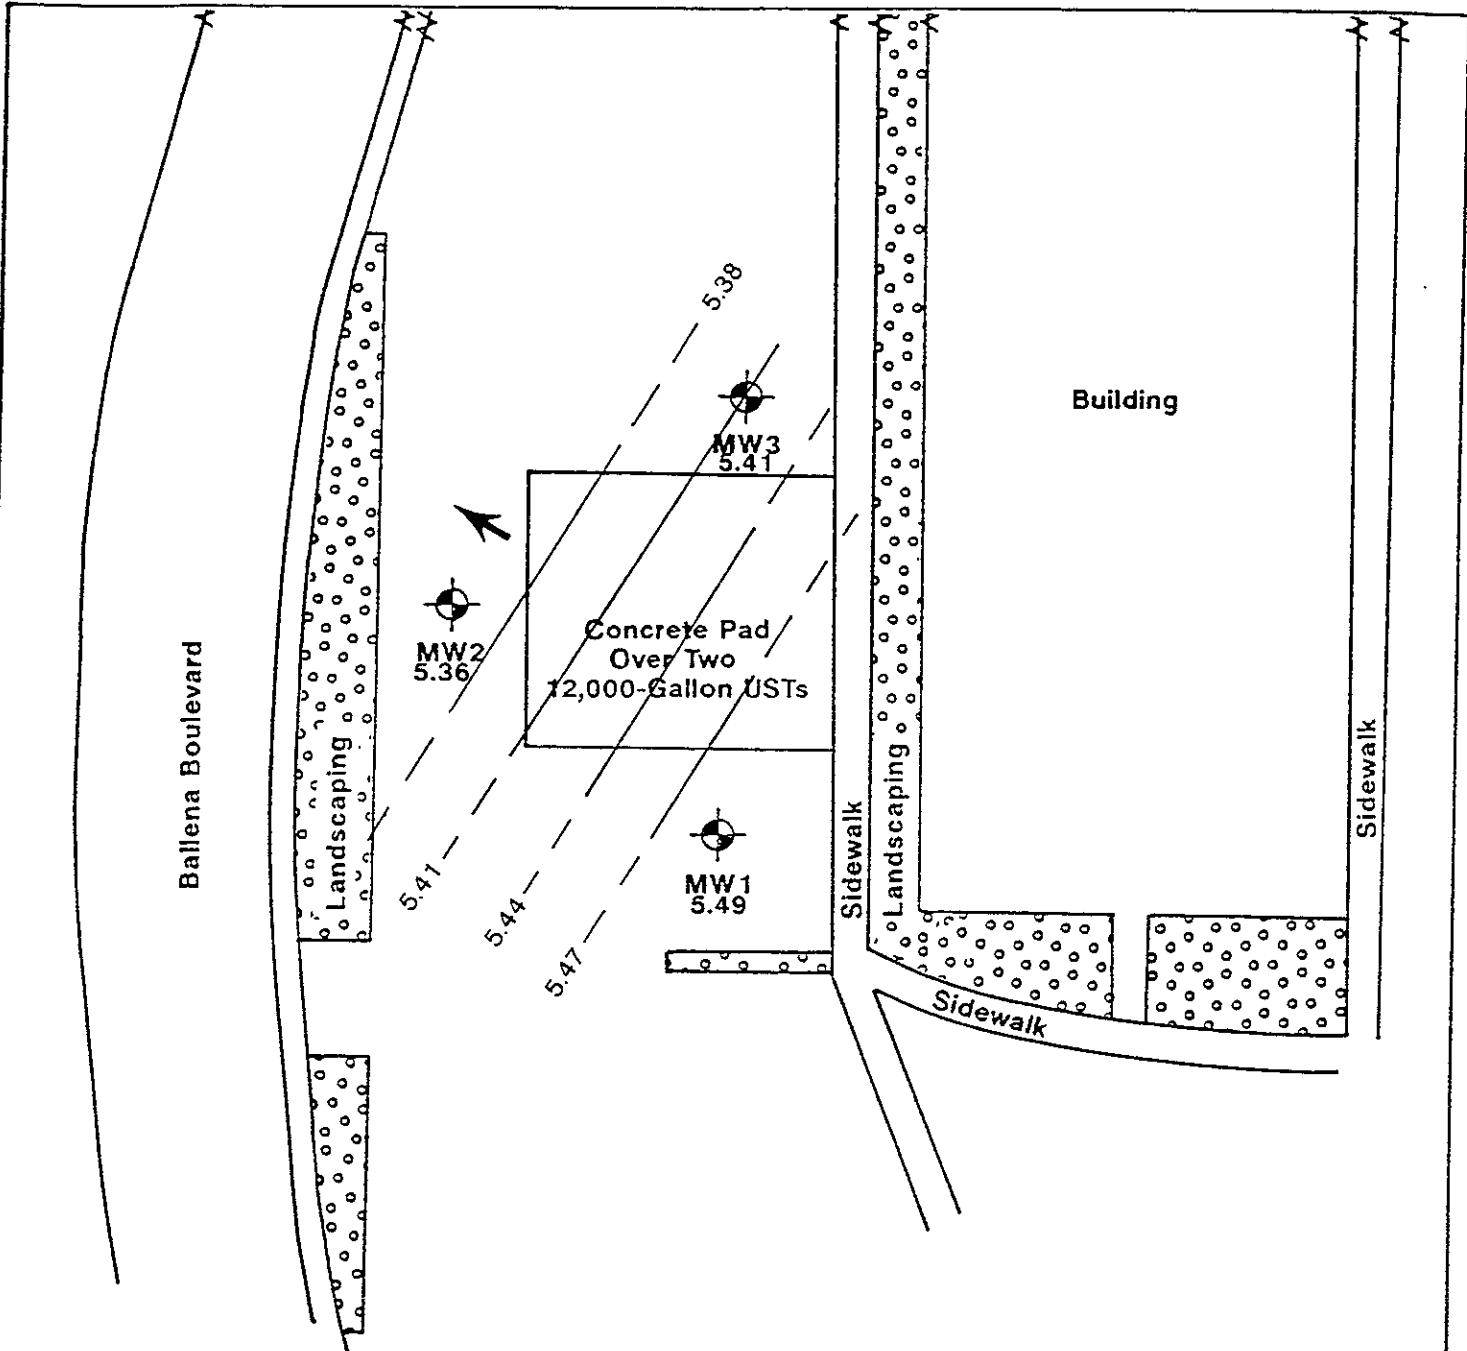 5.38
Building
MW3
5.41
Concrete Pad
Over Two
12,000-Gallon USTs
MW2
5.36
Ballena Boulevard
Landscaping
5.41
5.44
5.47
MW1
5.49
Sidewalk
Landscaping
Sidewalk
Sidewalk